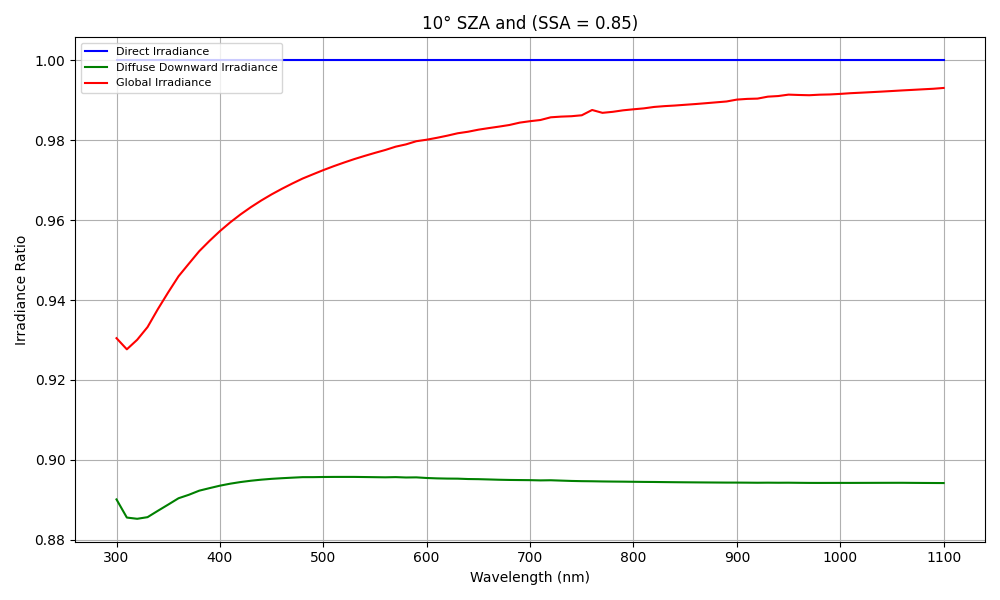 10° SZA and (SSA = 0.85)
Direct Irradiance
Diffuse Downward Irradiance
Global Irradiance
Irradiance Ratio
1.00
0.98
0.96
0.94
0.92
0.90
0.88
300 400 500 600 700 800 900 1000 1100
Wavelength (nm)